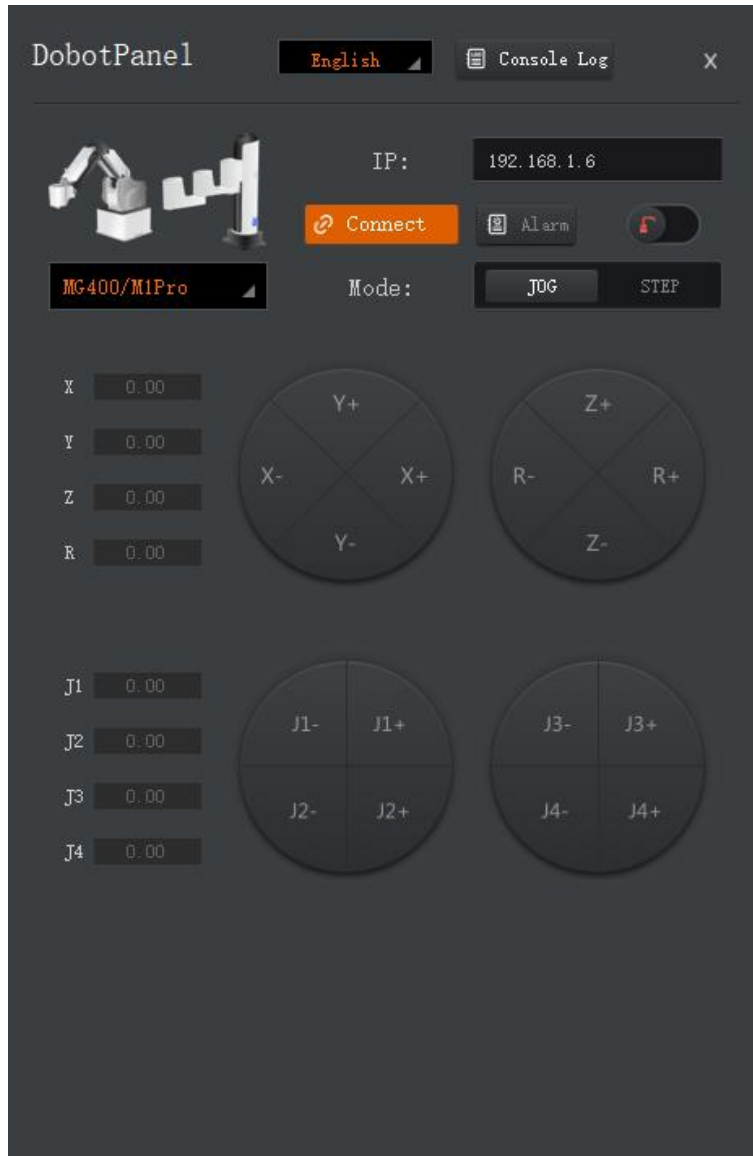 DobotPanel English Console Log X
IP: 192.168.1.6
Connect Alarm
MG400/M1Pro Mode: JOG STEP
X 0.00
Y 0.00
Z 0.00
R 0.00
Y+
X- X+
Y-
Z+
R- R+
Z-
J1 0.00
J2 0.00
J3 0.00
J4 0.00
J1- J1+
J2- J2+
J3- J3+
J4- J4+